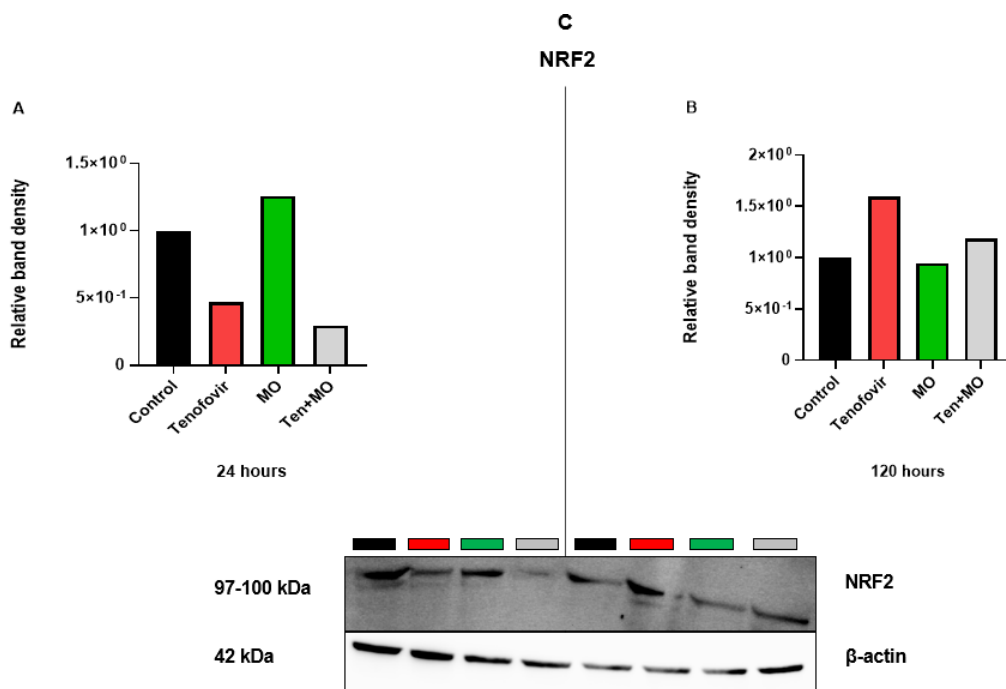 C
NRF2
A
Relative band density
1.5×10⁰
1×10⁰
5×10⁻¹
0
Control
Tenofovir
MO
Ten+MO
24 hours
B
Relative band density
2×10⁰
1.5×10⁰
1×10⁰
5×10⁻¹
0
Control
Tenofovir
MO
Ten+MO
120 hours
97-100 kDa
NRF2
42 kDa
β-actin